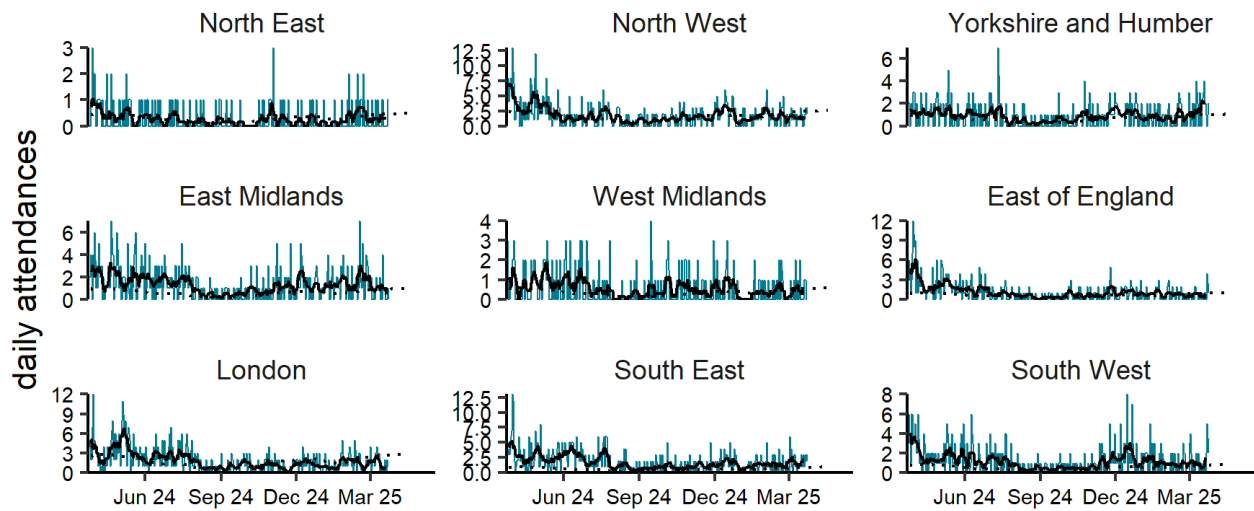 North East North West Yorkshire and Humber
3 2 1 0
12.5 10.0 7.5 5.0 2.5 0.0
6 4 2 0
daily attendances
East Midlands West Midlands East of England
6 4 2 0
4 3 2 1 0
12 9 6 3 0
London South East South West
12 9 6 3 0
12.5 10.0 7.5 5.0 2.5 0.0
8 6 4 2 0
Jun 24 Sep 24 Dec 24 Mar 25 Jun 24 Sep 24 Dec 24 Mar 25 Jun 24 Sep 24 Dec 24 Mar 25